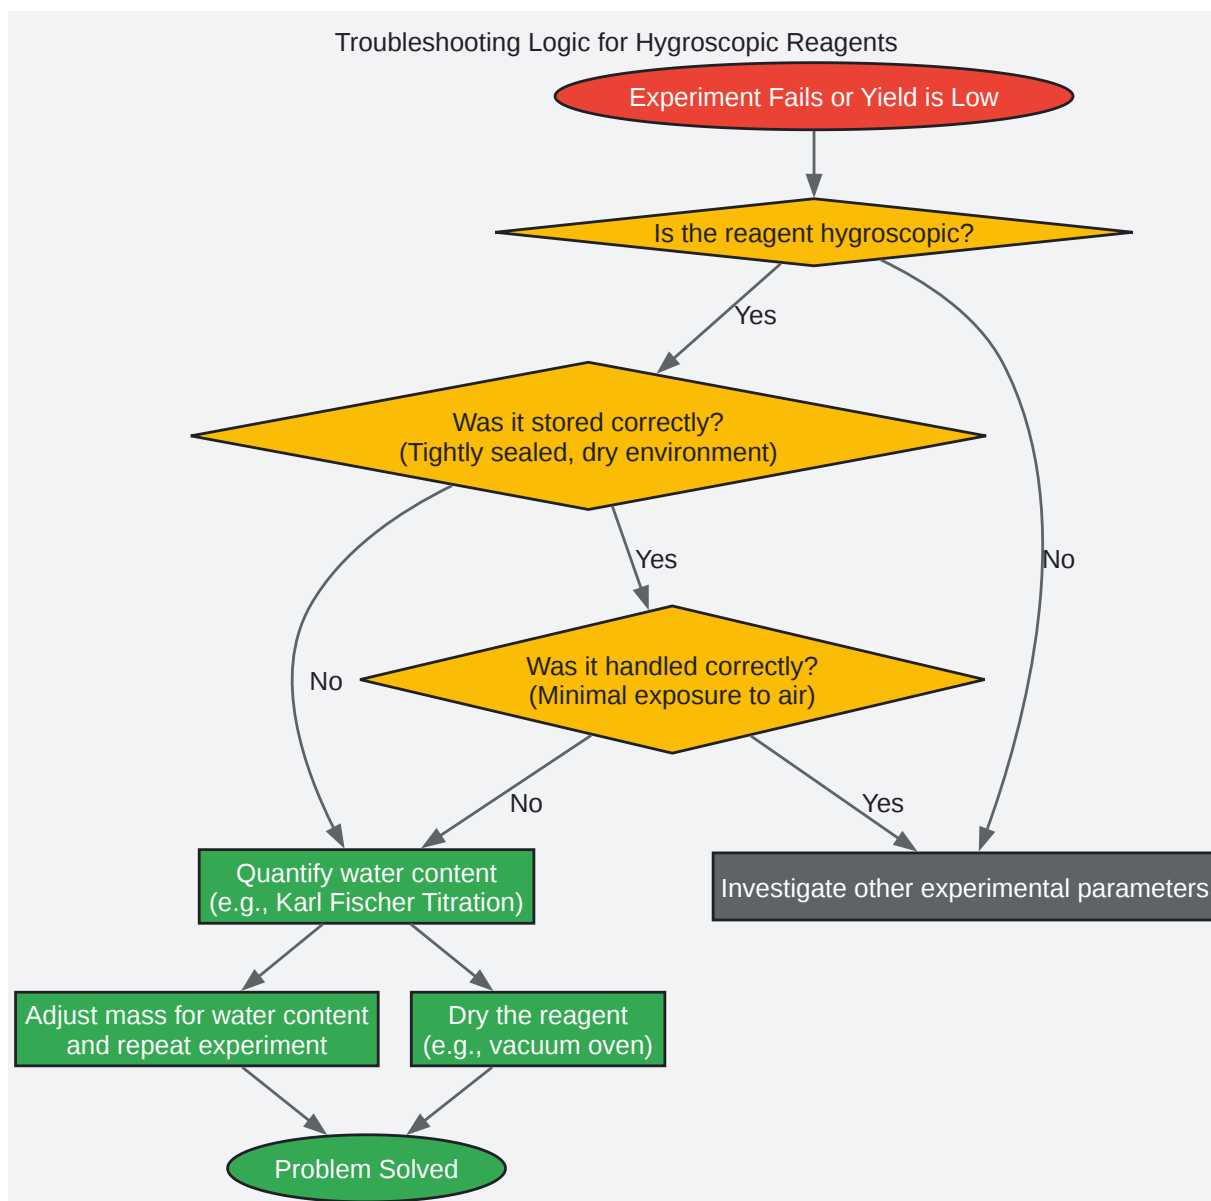 Troubleshooting Logic for Hygroscopic Reagents
Experiment Fails or Yield is Low
Is the reagent hygroscopic?
Yes
Was it stored correctly?
(Tightly sealed, dry environment)
Yes
No
Was it handled correctly?
(Minimal exposure to air)
No
No
Yes
Quantify water content
(e.g., Karl Fischer Titration)
Investigate other experimental parameters
Adjust mass for water content
and repeat experiment
Dry the reagent
(e.g., vacuum oven)
Problem Solved